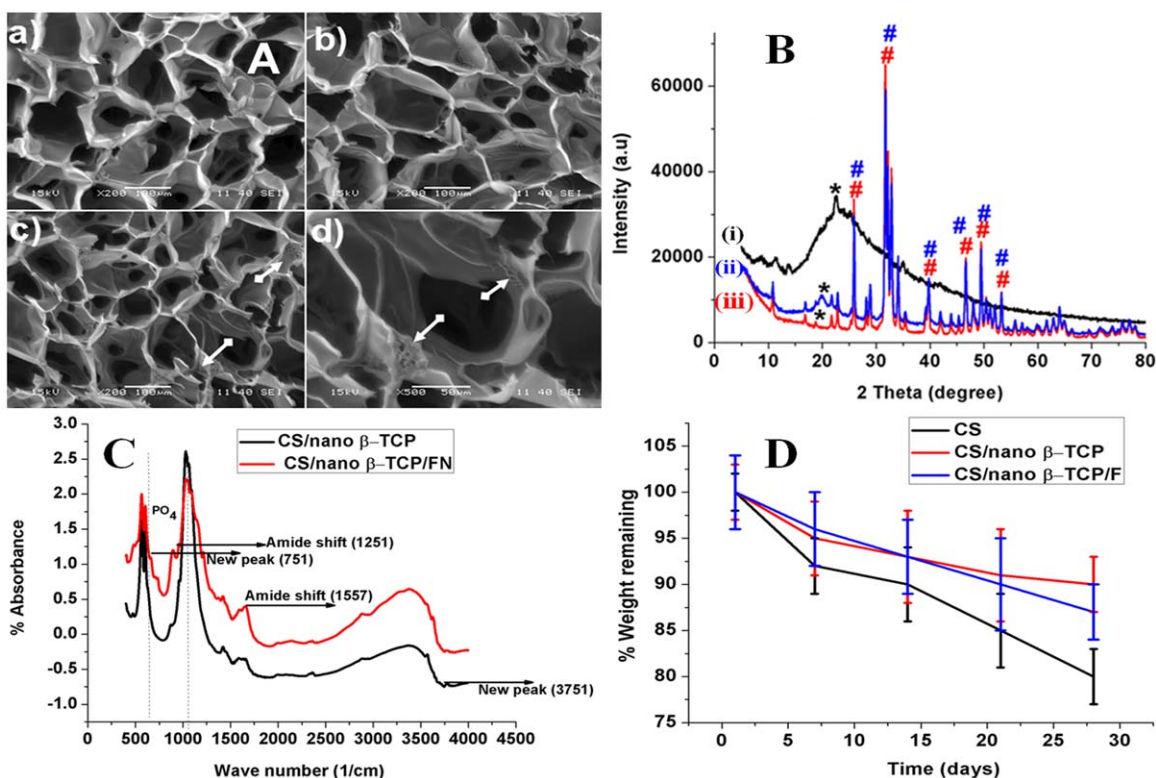 a)
A
15kV X200 100µm 11 40 SEI
b)
15kV X200 100µm 11 40 SEI
c)
15kV X200 100µm 11 40 SEI
d)
15kV X500 50µm 11 40 SEI
B
Intensity (a.u)
60000
40000
20000
0
(i)
(ii)
(iii)
*
*
*
#
#
#
#
#
#
#
#
#
#
#
#
0 10 20 30 40 50 60 70 80
2 Theta (degree)
C
% Absorbance
3.0
2.5
2.0
1.5
1.0
0.5
0.0
-0.5
-1.0
CS/nano β–TCP
CS/nano β–TCP/FN
PO4
Amide shift (1251)
New peak (751)
Amide shift (1557)
New peak (3751)
0 500 1000 1500 2000 2500 3000 3500 4000 4500
Wave number (1/cm)
D
% Weight remaining
105
100
95
90
85
80
75
CS
CS/nano β–TCP
CS/nano β–TCP/F
0 5 10 15 20 25 30
Time (days)